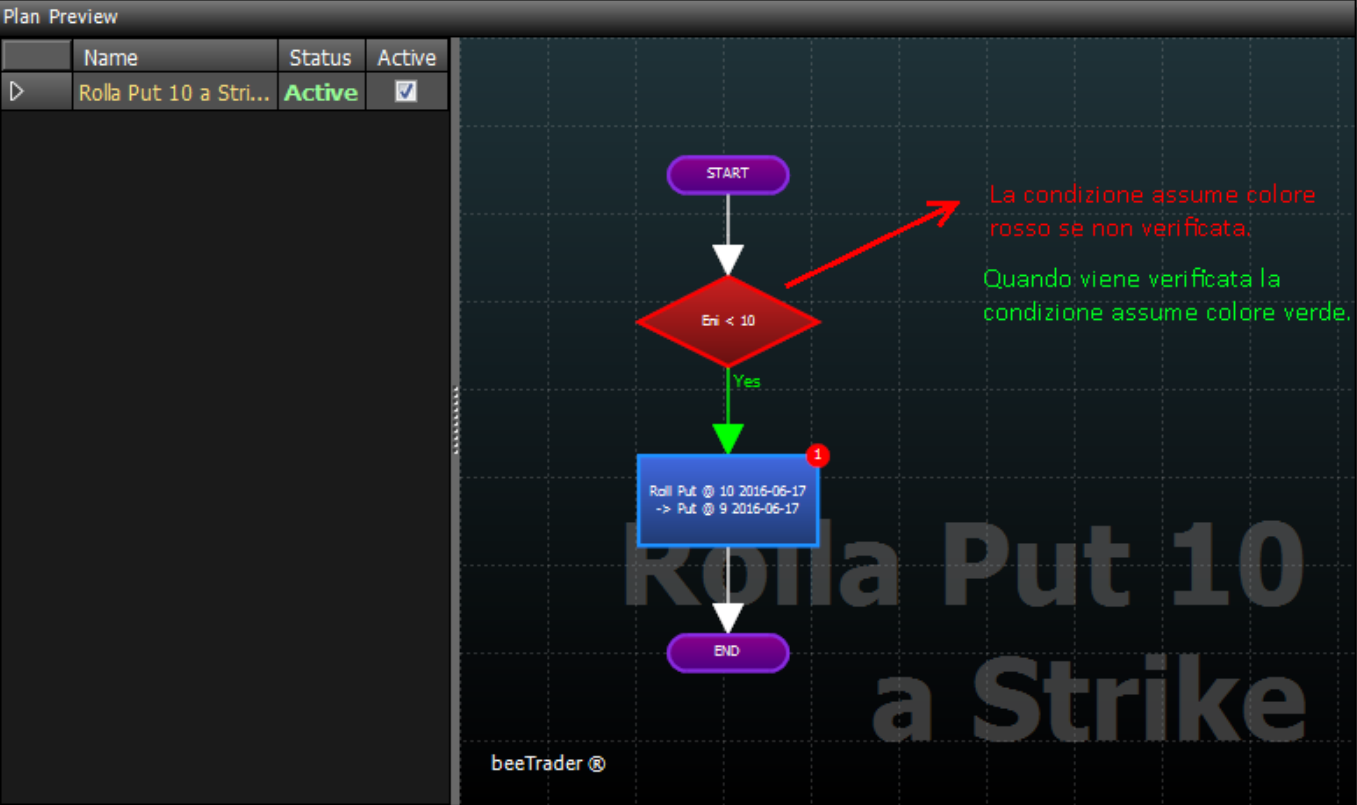 Plan Preview
Name Status Active
Rolla Put 10 a Stri... Active
START
La condizione assume colore
rosso se non verificata.
Quando viene verificata la
condizione assume colore verde.
Eni < 10
Yes
1
Roll Put @ 10 2016-06-17
-> Put @ 9 2016-06-17
Rolla Put 10
a Strike
END
beeTrader ®